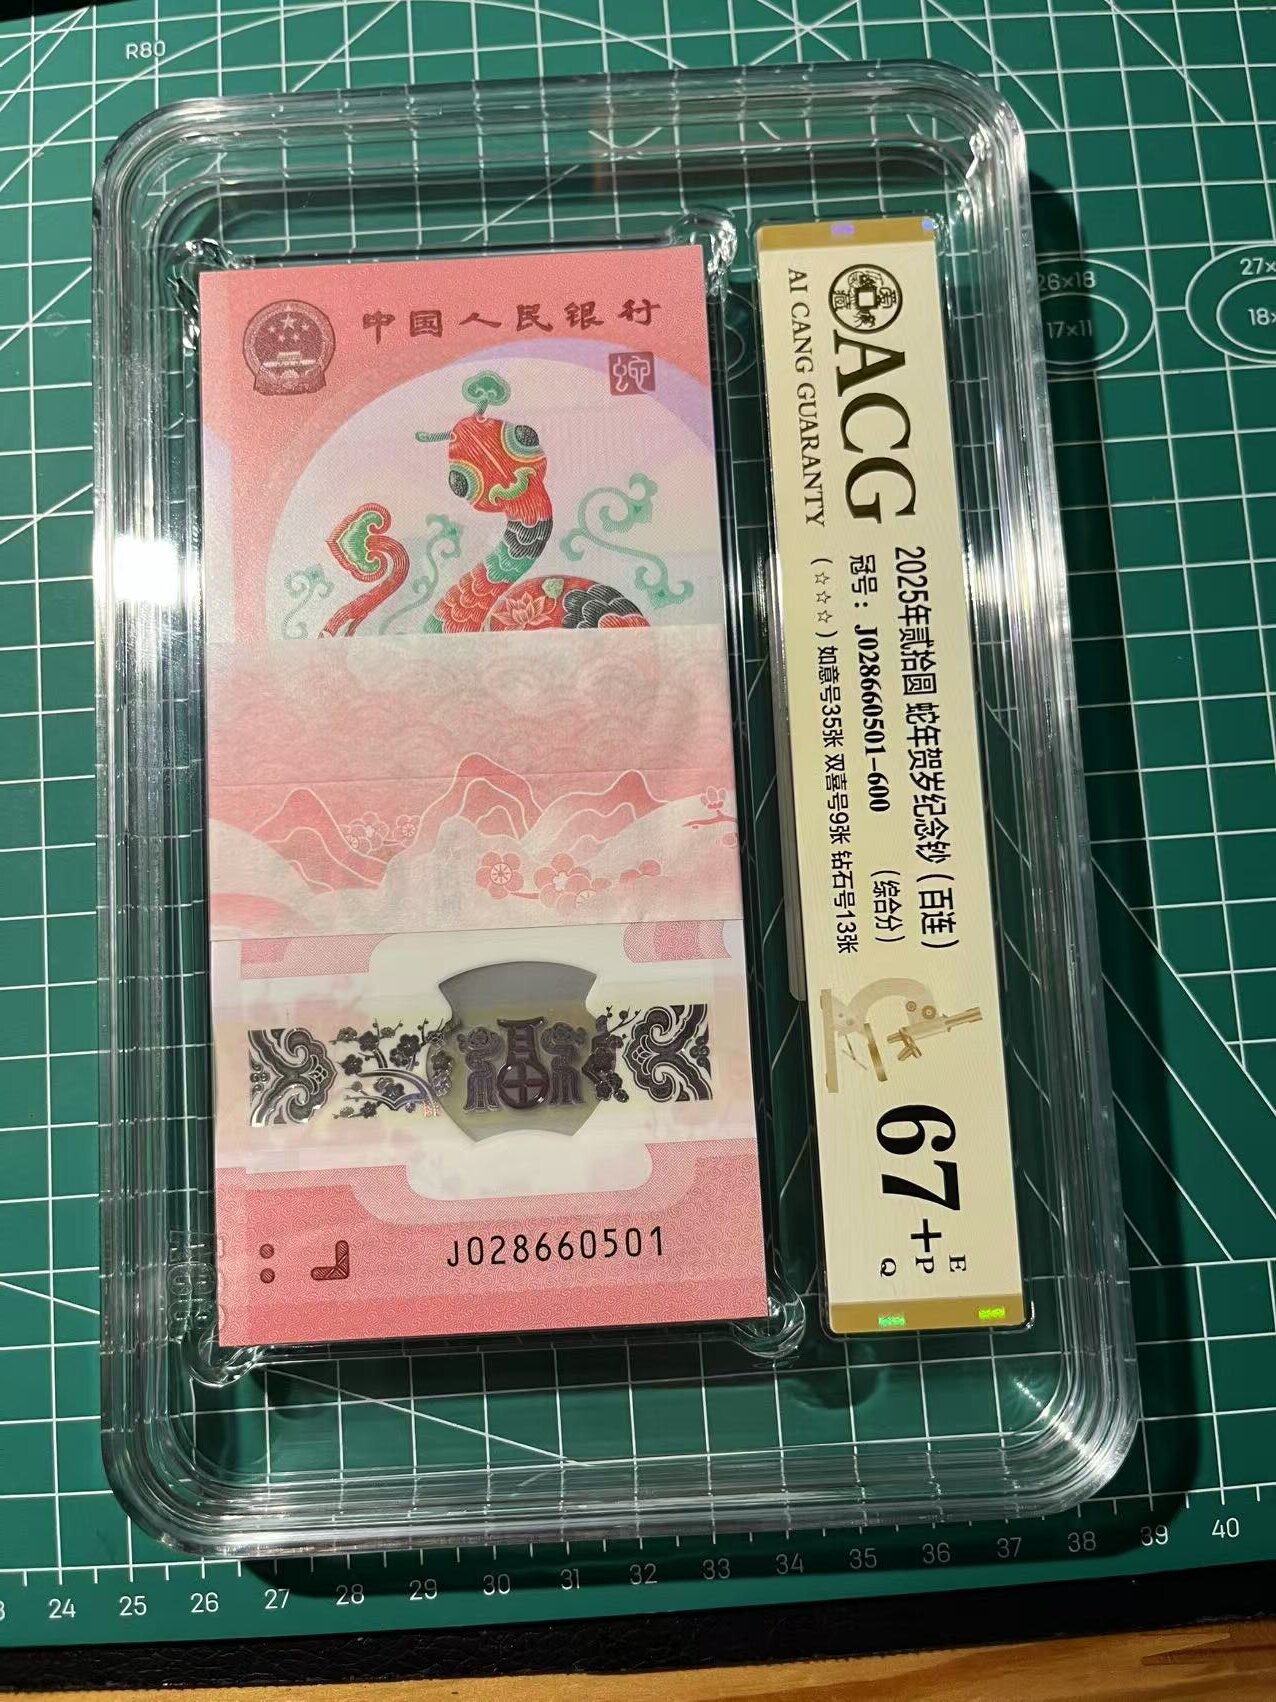 R80
中国人民银行
J028660501
ACG
AI CANG GUARANTY
2025年贰拾圆 蛇年贺岁纪念钞（百连）
冠号：J028660501-600 （综合分）
（☆☆☆）如意号35张 双喜号9张 钻石号13张
67+
E
P
Q
26×18
17×11
27×
18×
24 25 26 27 28 29 30 31 32 33 34 35 36 37 38 39 40